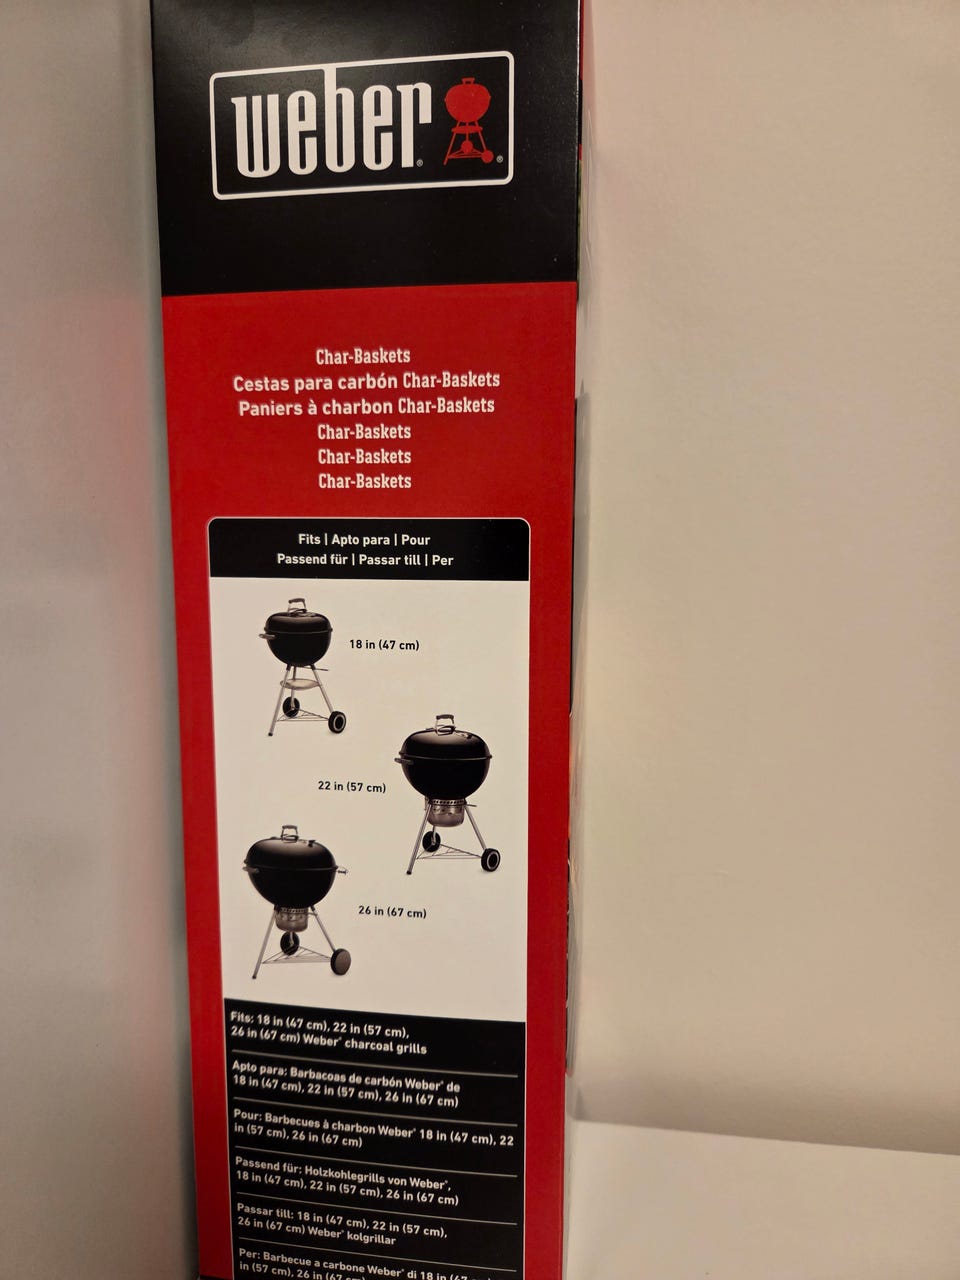 weber
Char-Baskets
Cestas para carbón Char-Baskets
Paniers à charbon Char-Baskets
Char-Baskets
Char-Baskets
Char-Baskets
Fits | Apto para | Pour
Passend für | Passar till | Per
18 in (47 cm)
22 in (57 cm)
26 in (67 cm)
Fits: 18 in (47 cm), 22 in (57 cm),
26 in (67 cm) Weber® charcoal grills
Apto para: Barbacoas de carbón Weber® de
18 in (47 cm), 22 in (57 cm), 26 in (67 cm)
Pour: Barbecues à charbon Weber® 18 in (47 cm), 22
in (57 cm), 26 in (67 cm)
Passend für: Holzkohlegrills von Weber®,
18 in (47 cm), 22 in (57 cm), 26 in (67 cm)
Passar till: 18 in (47 cm), 22 in (57 cm),
26 in (67 cm) Weber® kolgrillar
Per: Barbecue a carbone Weber® di 18 in (47
in (57 cm), 26 in (67 cm)